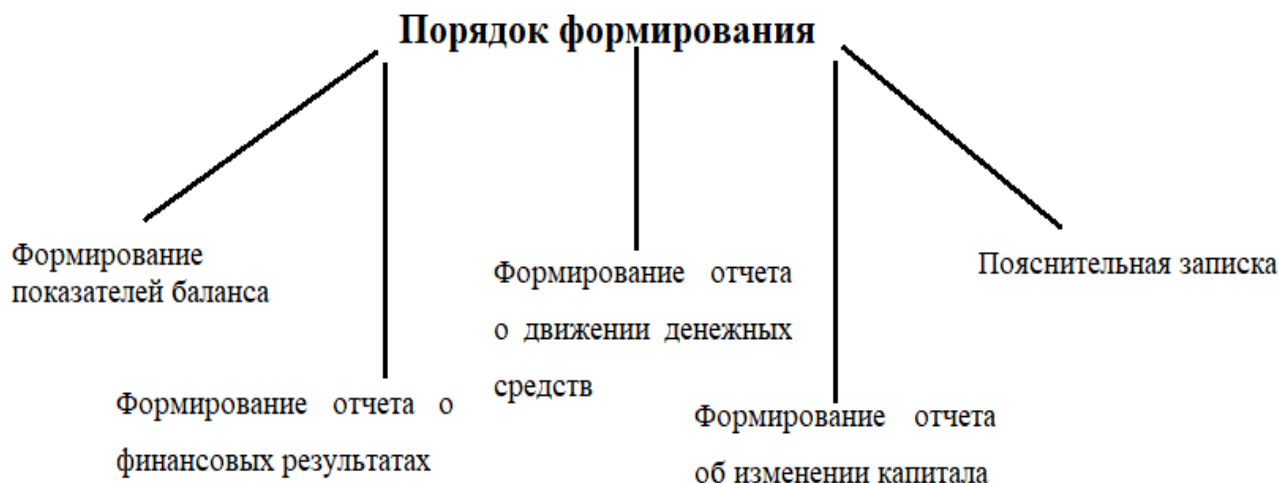 Порядок формирования
Формирование
показателей баланса
Формирование отчета о
финансовых результатах
Формирование отчета
о движении денежных
средств
Формирование отчета
об изменении капитала
Пояснительная записка